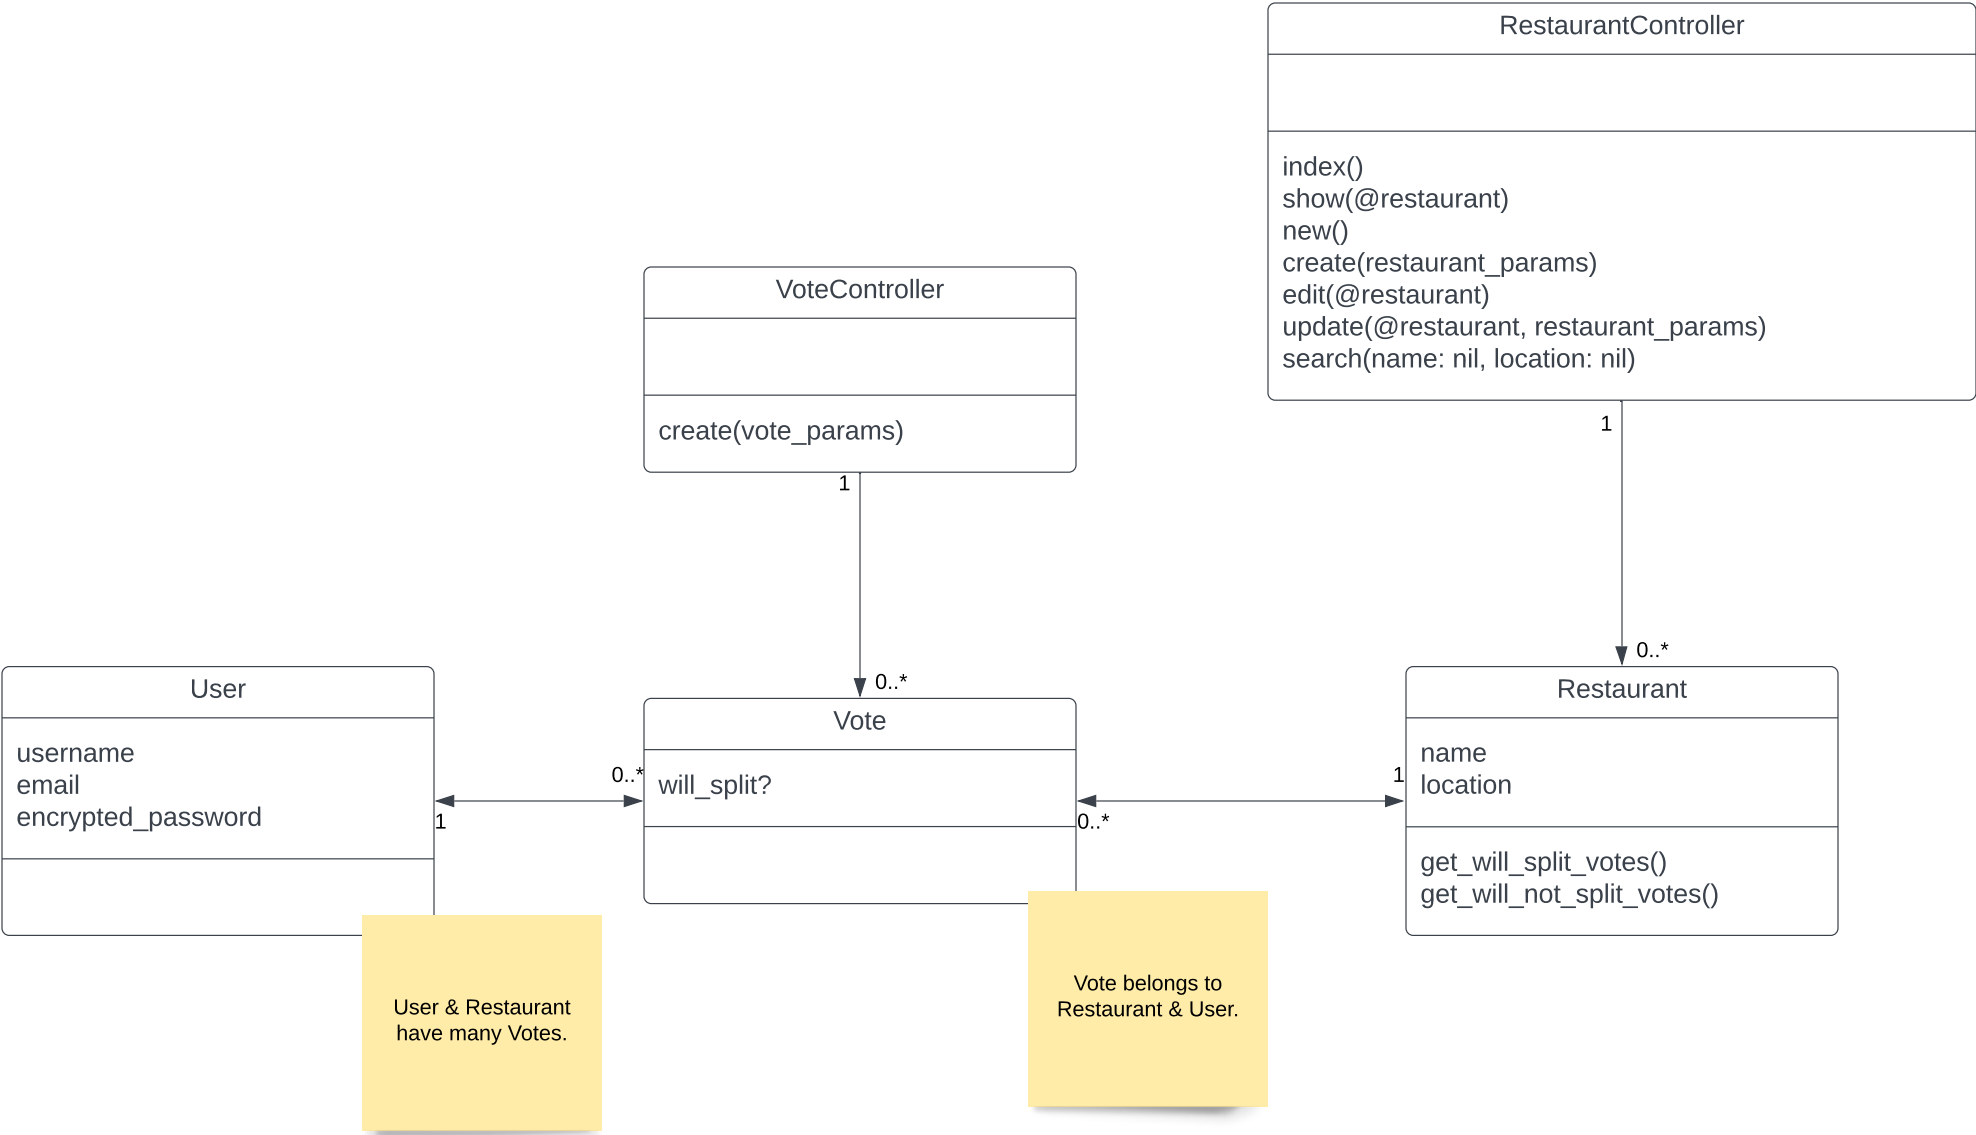 RestaurantController
index()
show(@restaurant)
new()
create(restaurant_params)
edit(@restaurant)
update(@restaurant, restaurant_params)
search(name: nil, location: nil)
1
0..*
VoteController
create(vote_params)
1
0..*
User
username
email
encrypted_password
1
0..*
Vote
will_split?
0..*
1
Restaurant
name
location
get_will_split_votes()
get_will_not_split_votes()
User & Restaurant
have many Votes.
Vote belongs to
Restaurant & User.